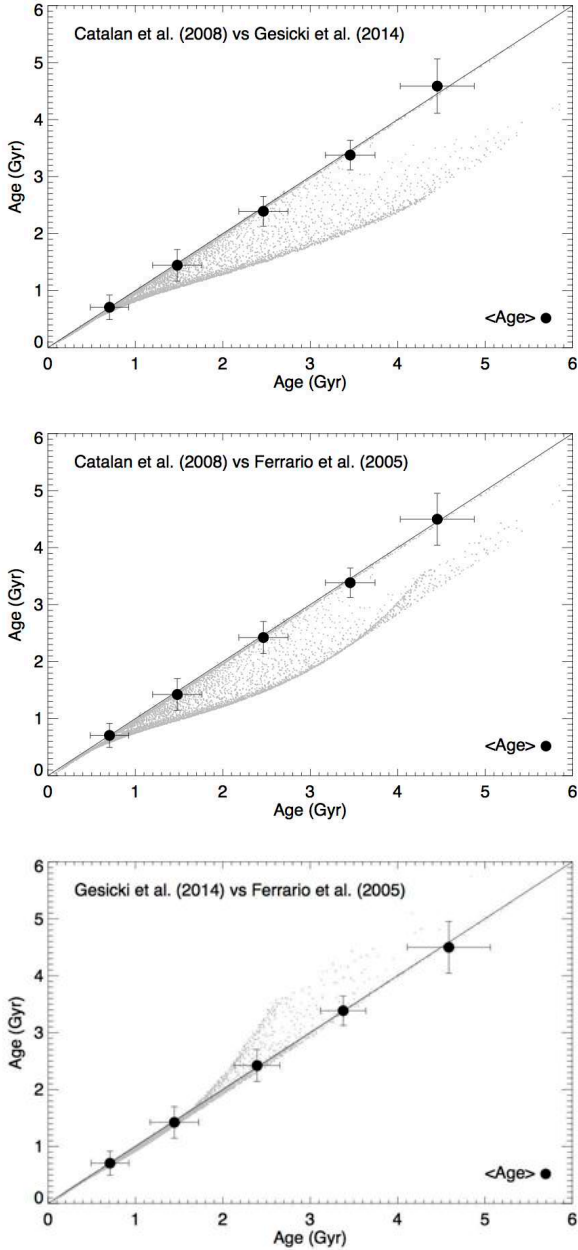 Catalan et al. (2008) vs Gesicki et al. (2014)
6
5
4
3
2
1
0
Age (Gyr)
<Age>
0 1 2 3 4 5 6
Age (Gyr)
Catalan et al. (2008) vs Ferrario et al. (2005)
6
5
4
3
2
1
0
Age (Gyr)
<Age>
0 1 2 3 4 5 6
Age (Gyr)
Gesicki et al. (2014) vs Ferrario et al. (2005)
6
5
4
3
2
1
0
Age (Gyr)
<Age>
0 1 2 3 4 5 6
Age (Gyr)